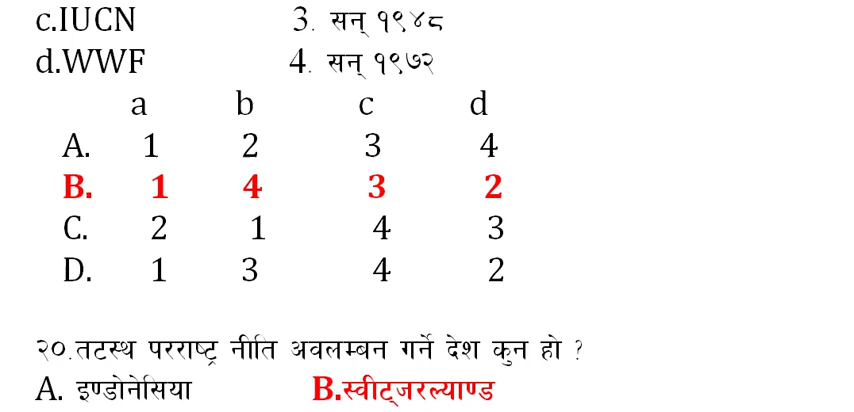 c.IUCN 3. सन् १९४८
d.WWF 4. सन् १९७२
a b c d
A. 1 2 3 4
B. 1 4 3 2
C. 2 1 4 3
D. 1 3 4 2
२०.तटस्थ परराष्ट्र नीति अवलम्बन गर्ने देश कुन हो ?
A. इण्डोनेसिया B.स्वीट्जरल्याण्ड